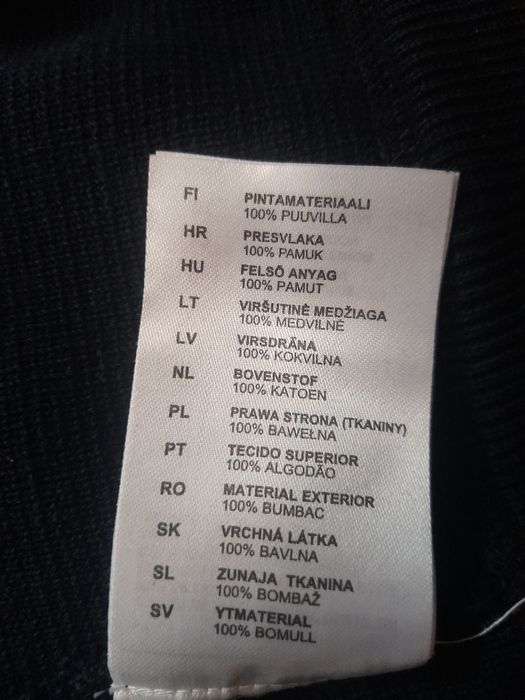 FI PINTAMATERIAALI
100% PUUVILLA
HR PRESVLAKA
100% PAMUK
HU FELSŐ ANYAG
100% PAMUT
LT VIRŠUTINĖ MEDŽIAGA
100% MEDVILNĖ
LV VIRSDRĀNA
100% KOKVILNA
NL BOVENSTOF
100% KATOEN
PL PRAWA STRONA (TKANINY)
100% BAWEŁNA
PT TECIDO SUPERIOR
100% ALGODÃO
RO MATERIAL EXTERIOR
100% BUMBAC
SK VRCHNÁ LÁTKA
100% BAVLNA
SL ZUNAJA TKANINA
100% BOMBAŽ
SV YTMATERIAL
100% BOMULL